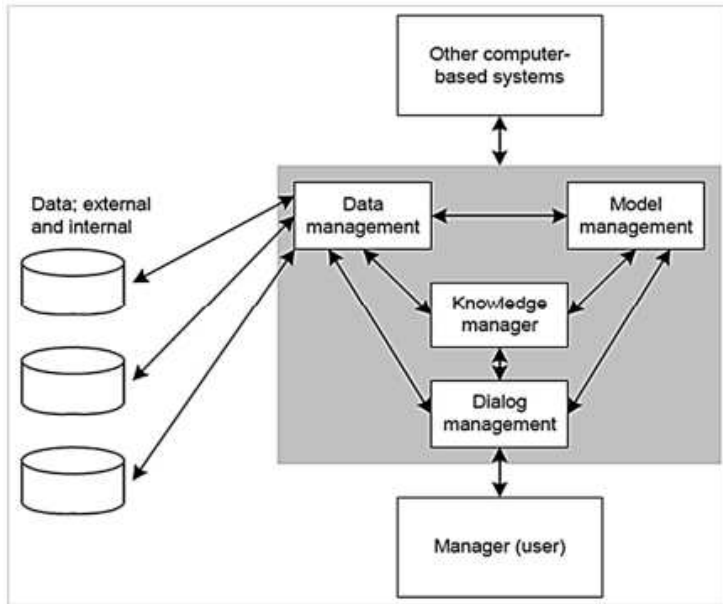 Other computer-
based systems
Data; external
and internal
Data
management
Model
management
Knowledge
manager
Dialog
management
Manager (user)